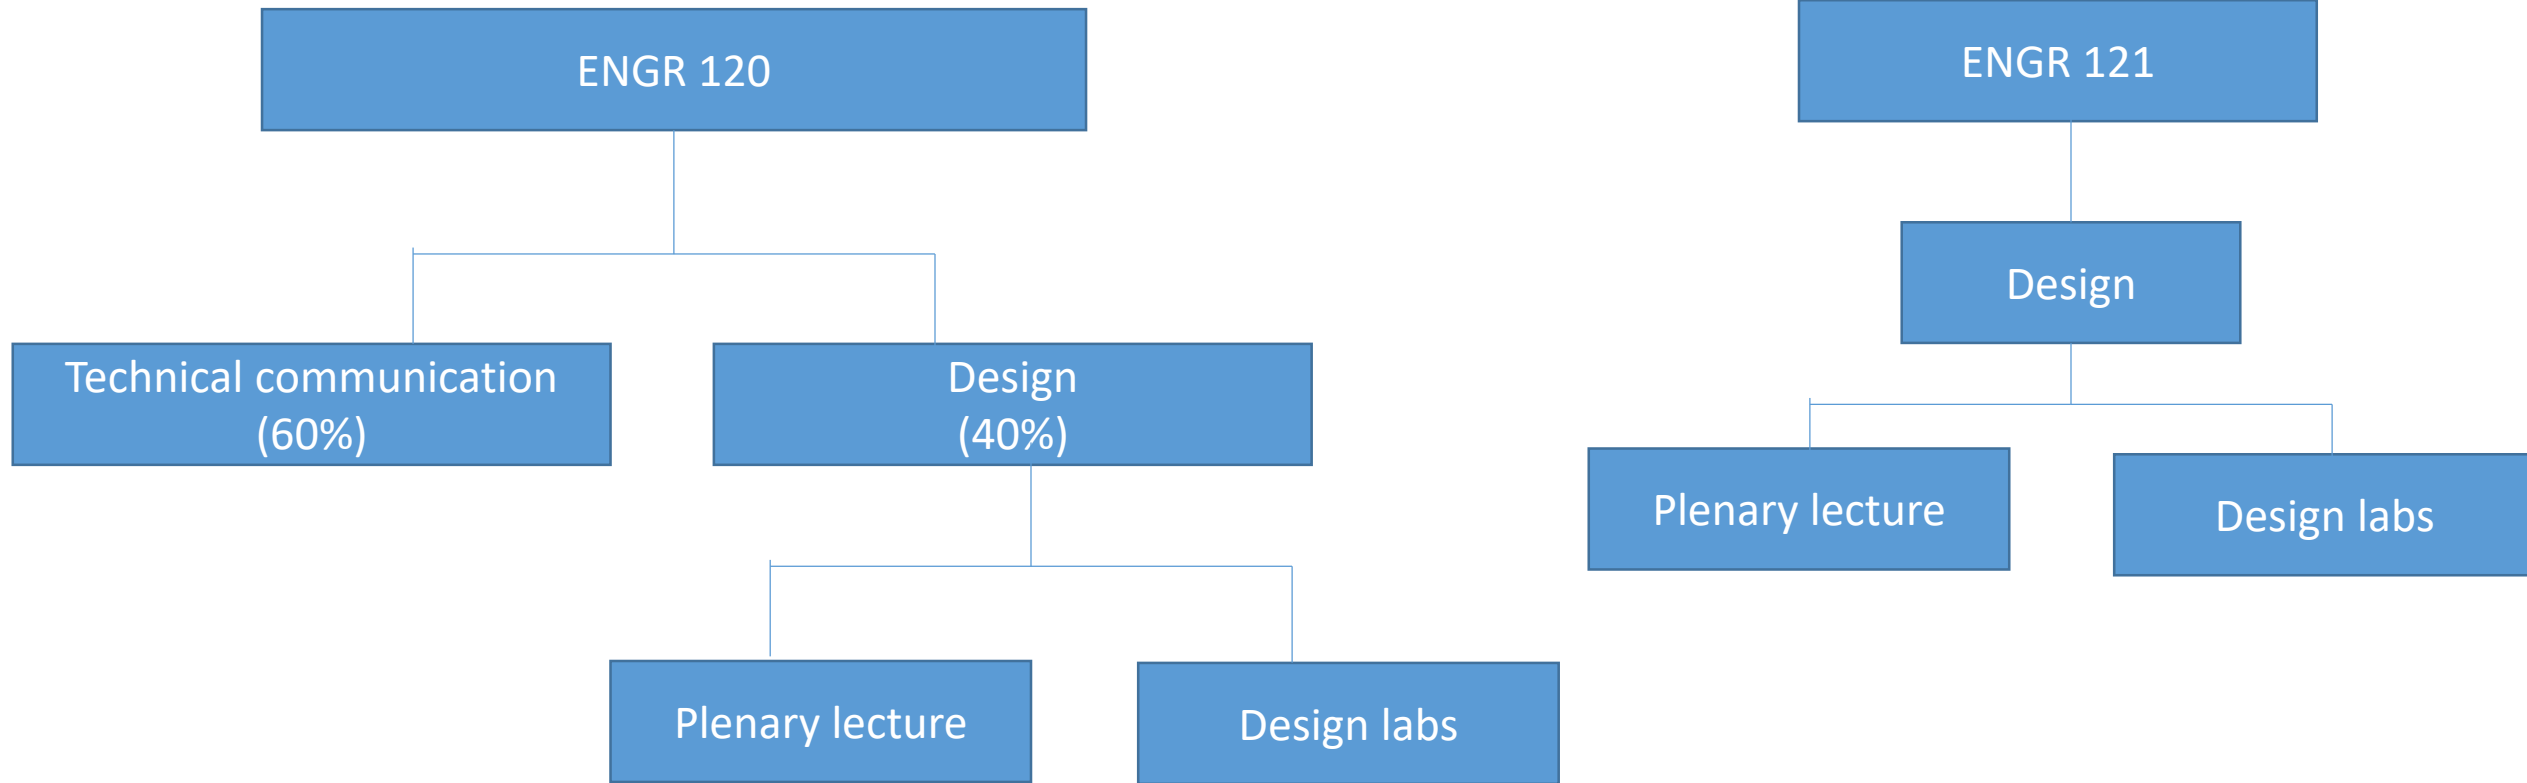 ENGR 120
Technical communication
(60%)
Design
(40%)
Plenary lecture
Design labs
ENGR 121
Design
Plenary lecture
Design labs